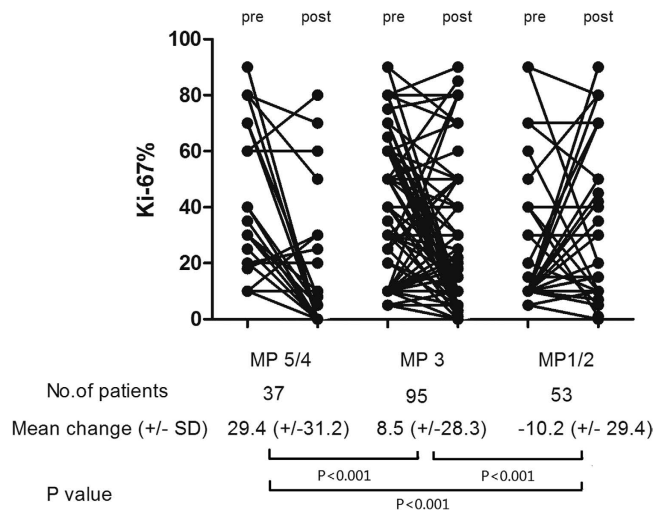 pre post pre post pre post
100
80
60
40
20
0
Ki-67%
MP 5/4 MP 3 MP1/2
No.of patients 37 95 53
Mean change (+/- SD) 29.4 (+/-31.2) 8.5 (+/-28.3) -10.2 (+/- 29.4)
P<0.001 P<0.001
P value P<0.001